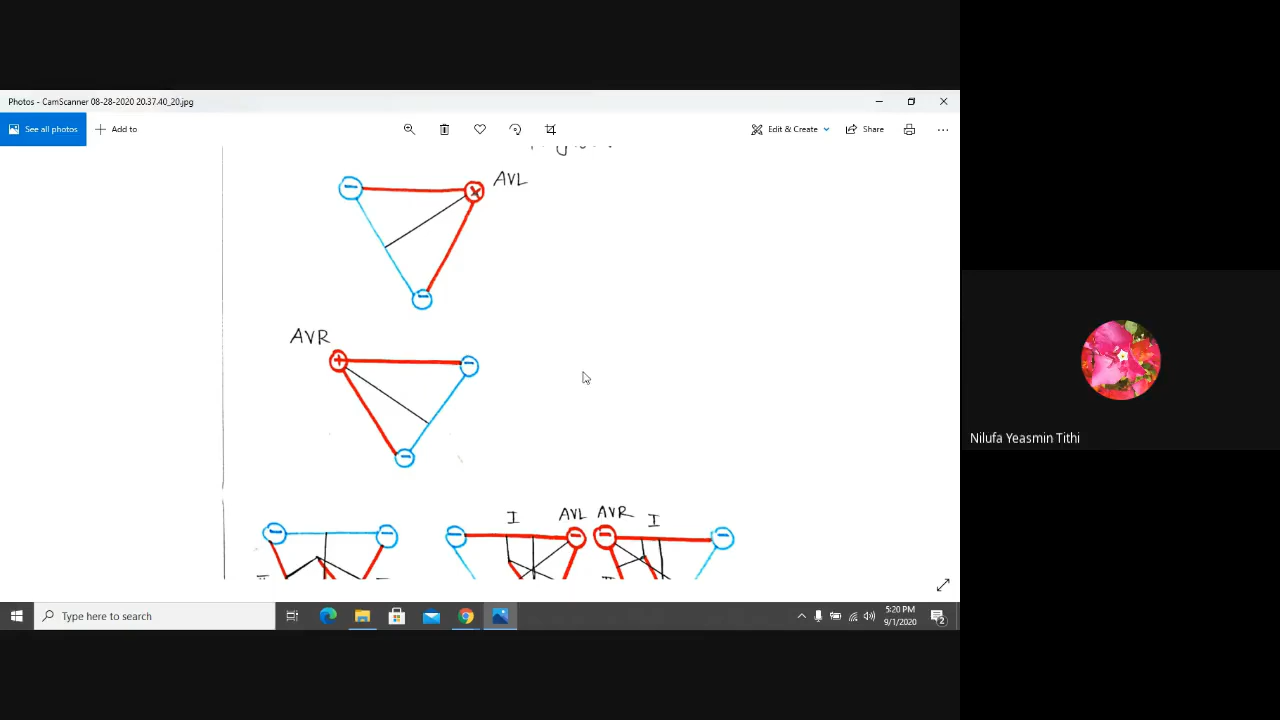 Photos - CamScanner 08-28-2020 20.37.40_20.jpg
See all photos
Add to
Edit & Create
Share
AVL
AVR
I
AVL
AVR
I
Nilufa Yeasmin Tithi
Type here to search
5:20 PM
9/1/2020
2